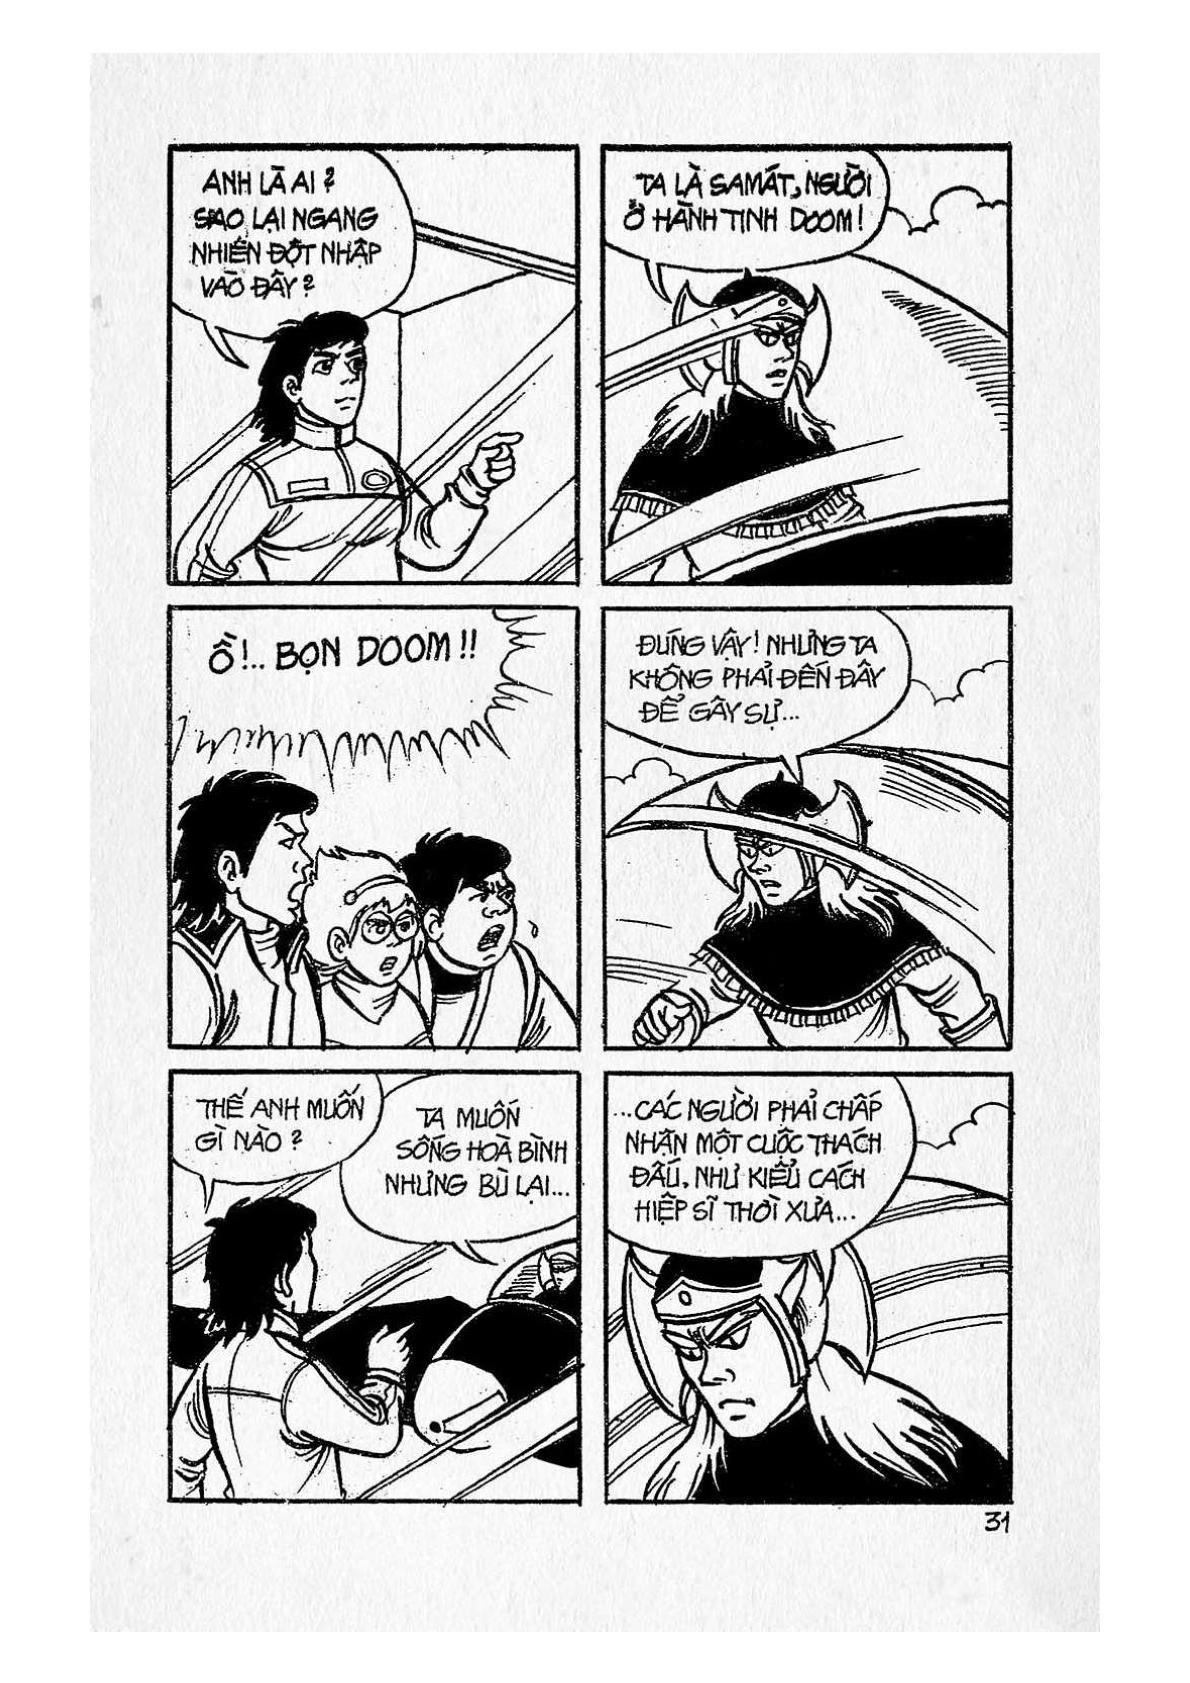 ANH LÀ AI ?
SAO LẠI NGANG
NHIÊN ĐỘT NHẬP
VÀO ĐÂY ?
TA LÀ SAMÁT, NGƯỜI
Ở HÀNH TINH DOOM !
Ồ !.. BỌN DOOM !!
ĐÚNG VẬY ! NHƯNG TA
KHÔNG PHẢI ĐẾN ĐÂY
ĐỂ GÂY SỰ...
THẾ ANH MUỐN
GÌ NÀO ?
TA MUỐN
SỐNG HOÀ BÌNH
NHƯNG BÙ LẠI...
...CÁC NGƯỜI PHẢI CHẤP
NHẬN MỘT CUỘC THÁCH
ĐẤU, NHƯ KIỂU CÁCH
HIỆP SĨ THỜI XƯA...
31